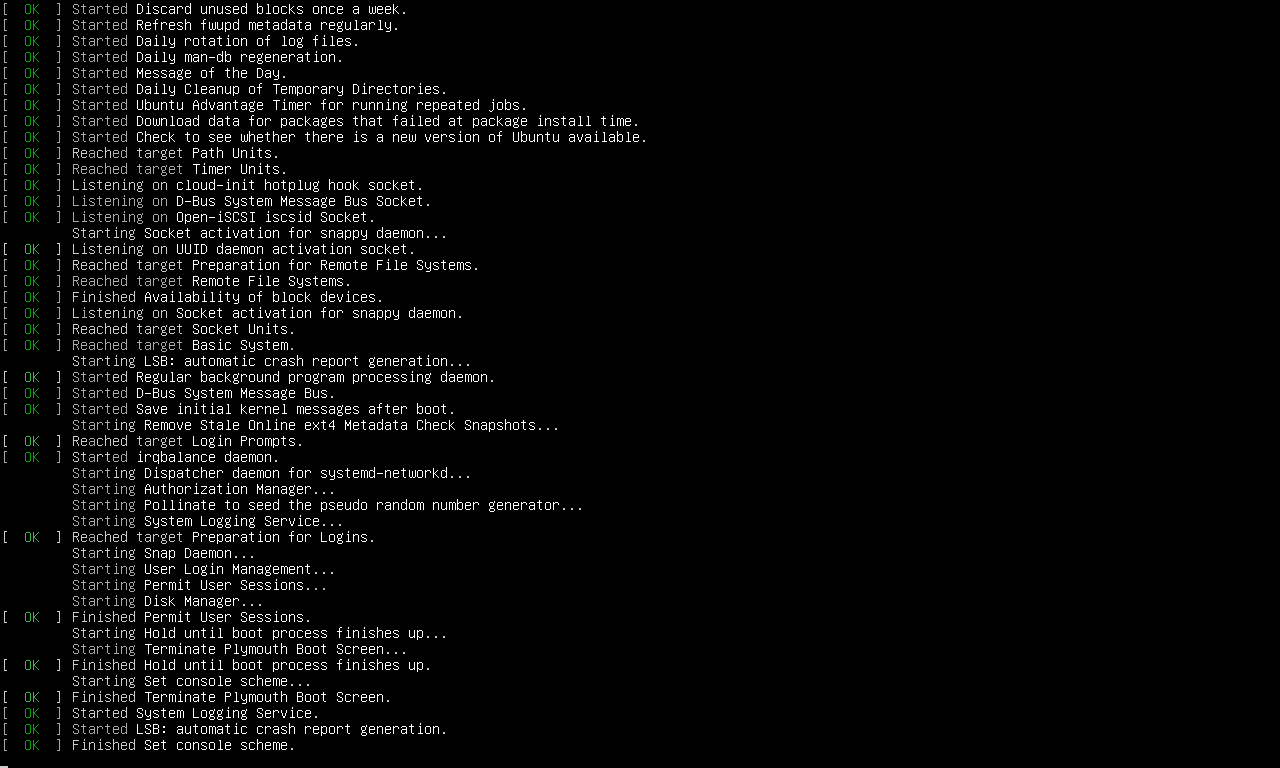 [  OK  ] Started Discard unused blocks once a week.
[  OK  ] Started Refresh fwupd metadata regularly.
[  OK  ] Started Daily rotation of log files.
[  OK  ] Started Daily man-db regeneration.
[  OK  ] Started Message of the Day.
[  OK  ] Started Daily Cleanup of Temporary Directories.
[  OK  ] Started Ubuntu Advantage Timer for running repeated jobs.
[  OK  ] Started Download data for packages that failed at package install time.
[  OK  ] Started Check to see whether there is a new version of Ubuntu available.
[  OK  ] Reached target Path Units.
[  OK  ] Reached target Timer Units.
[  OK  ] Listening on cloud-init hotplug hook socket.
[  OK  ] Listening on D-Bus System Message Bus Socket.
[  OK  ] Listening on Open-iSCSI iscsid Socket.
         Starting Socket activation for snappy daemon...
[  OK  ] Listening on UUID daemon activation socket.
[  OK  ] Reached target Preparation for Remote File Systems.
[  OK  ] Reached target Remote File Systems.
[  OK  ] Finished Availability of block devices.
[  OK  ] Listening on Socket activation for snappy daemon.
[  OK  ] Reached target Socket Units.
[  OK  ] Reached target Basic System.
         Starting LSB: automatic crash report generation...
[  OK  ] Started Regular background program processing daemon.
[  OK  ] Started D-Bus System Message Bus.
[  OK  ] Started Save initial kernel messages after boot.
         Starting Remove Stale Online ext4 Metadata Check Snapshots...
[  OK  ] Reached target Login Prompts.
[  OK  ] Started irqbalance daemon.
         Starting Dispatcher daemon for systemd-networkd...
         Starting Authorization Manager...
         Starting Pollinate to seed the pseudo random number generator...
         Starting System Logging Service...
[  OK  ] Reached target Preparation for Logins.
         Starting Snap Daemon...
         Starting User Login Management...
         Starting Permit User Sessions...
         Starting Disk Manager...
[  OK  ] Finished Permit User Sessions.
         Starting Hold until boot process finishes up...
         Starting Terminate Plymouth Boot Screen...
[  OK  ] Finished Hold until boot process finishes up.
         Starting Set console scheme...
[  OK  ] Finished Terminate Plymouth Boot Screen.
[  OK  ] Started System Logging Service.
[  OK  ] Started LSB: automatic crash report generation.
[  OK  ] Finished Set console scheme.